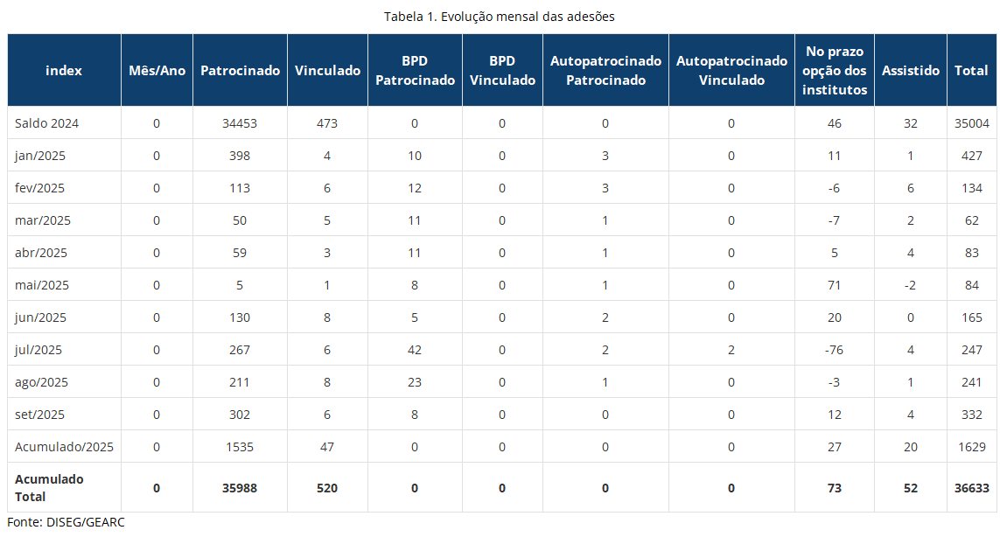 Tabela 1. Evolução mensal das adesões
index Mês/Ano Patrocinado Vinculado BPD Patrocinado BPD Vinculado Autopatrocinado Patrocinado Autopatrocinado Vinculado No prazo opção dos institutos Assistido Total
Saldo 2024 0 34453 473 0 0 0 0 46 32 35004
jan/2025 0 398 4 10 0 3 0 11 1 427
fev/2025 0 113 6 12 0 3 0 -6 6 134
mar/2025 0 50 5 11 0 1 0 -7 2 62
abr/2025 0 59 3 11 0 1 0 5 4 83
mai/2025 0 5 1 8 0 1 0 71 -2 84
jun/2025 0 130 8 5 0 2 0 20 0 165
jul/2025 0 267 6 42 0 2 2 -76 4 247
ago/2025 0 211 8 23 0 1 0 -3 1 241
set/2025 0 302 6 8 0 0 0 12 4 332
Acumulado/2025 0 1535 47 0 0 0 0 27 20 1629
Acumulado Total 0 35988 520 0 0 0 0 73 52 36633
Fonte: DISEG/GEARC